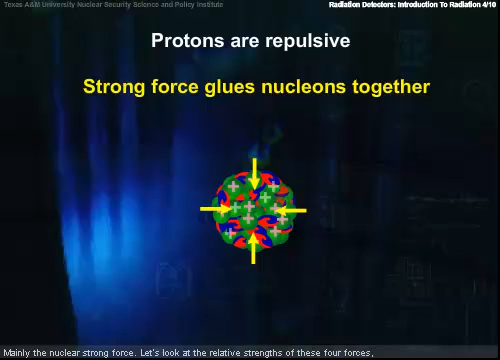 Texas A&M University Nuclear Security Science and Policy Institute
Radiation Detectors: Introduction To Radiation 4/10
Protons are repulsive
Strong force glues nucleons together
Mainly the nuclear strong force. Let's look at the relative strengths of these four forces,